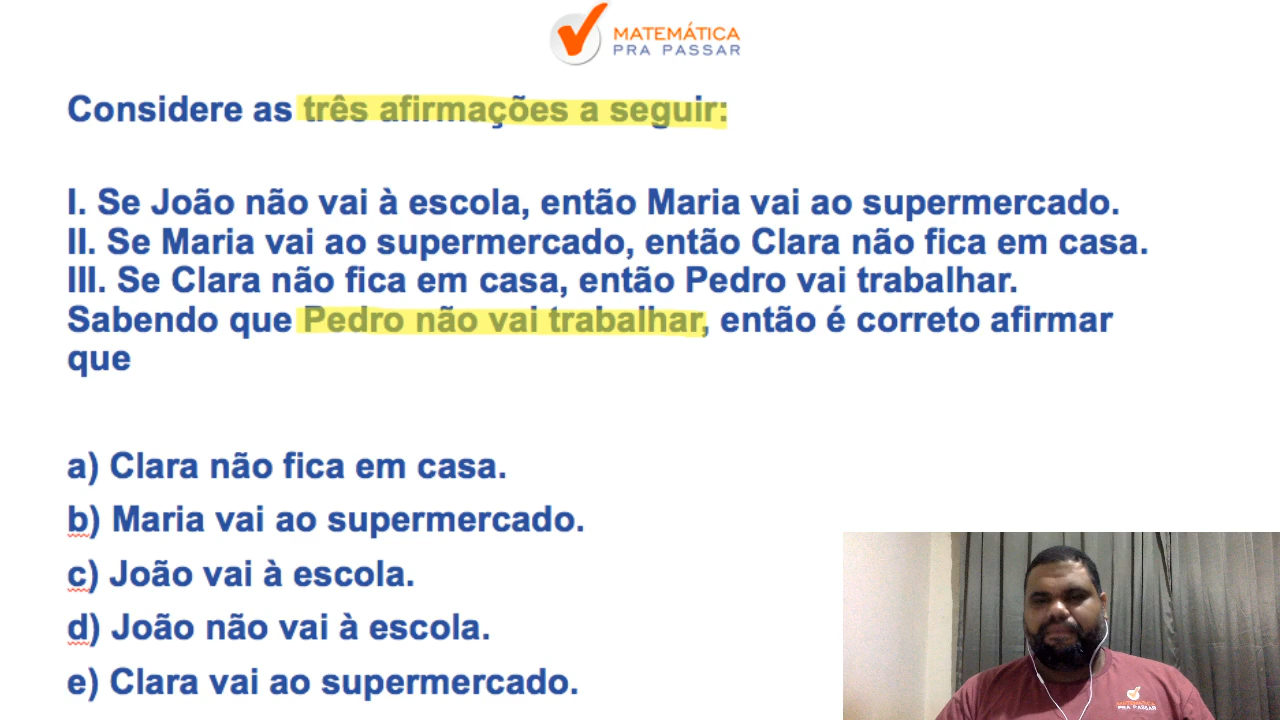 MATEMÁTICA
PRA PASSAR
Considere as três afirmações a seguir:
I. Se João não vai à escola, então Maria vai ao supermercado.
II. Se Maria vai ao supermercado, então Clara não fica em casa.
III. Se Clara não fica em casa, então Pedro vai trabalhar.
Sabendo que Pedro não vai trabalhar, então é correto afirmar
que
a) Clara não fica em casa.
b) Maria vai ao supermercado.
c) João vai à escola.
d) João não vai à escola.
e) Clara vai ao supermercado.
MATEMÁTICA
PRA PASSAR